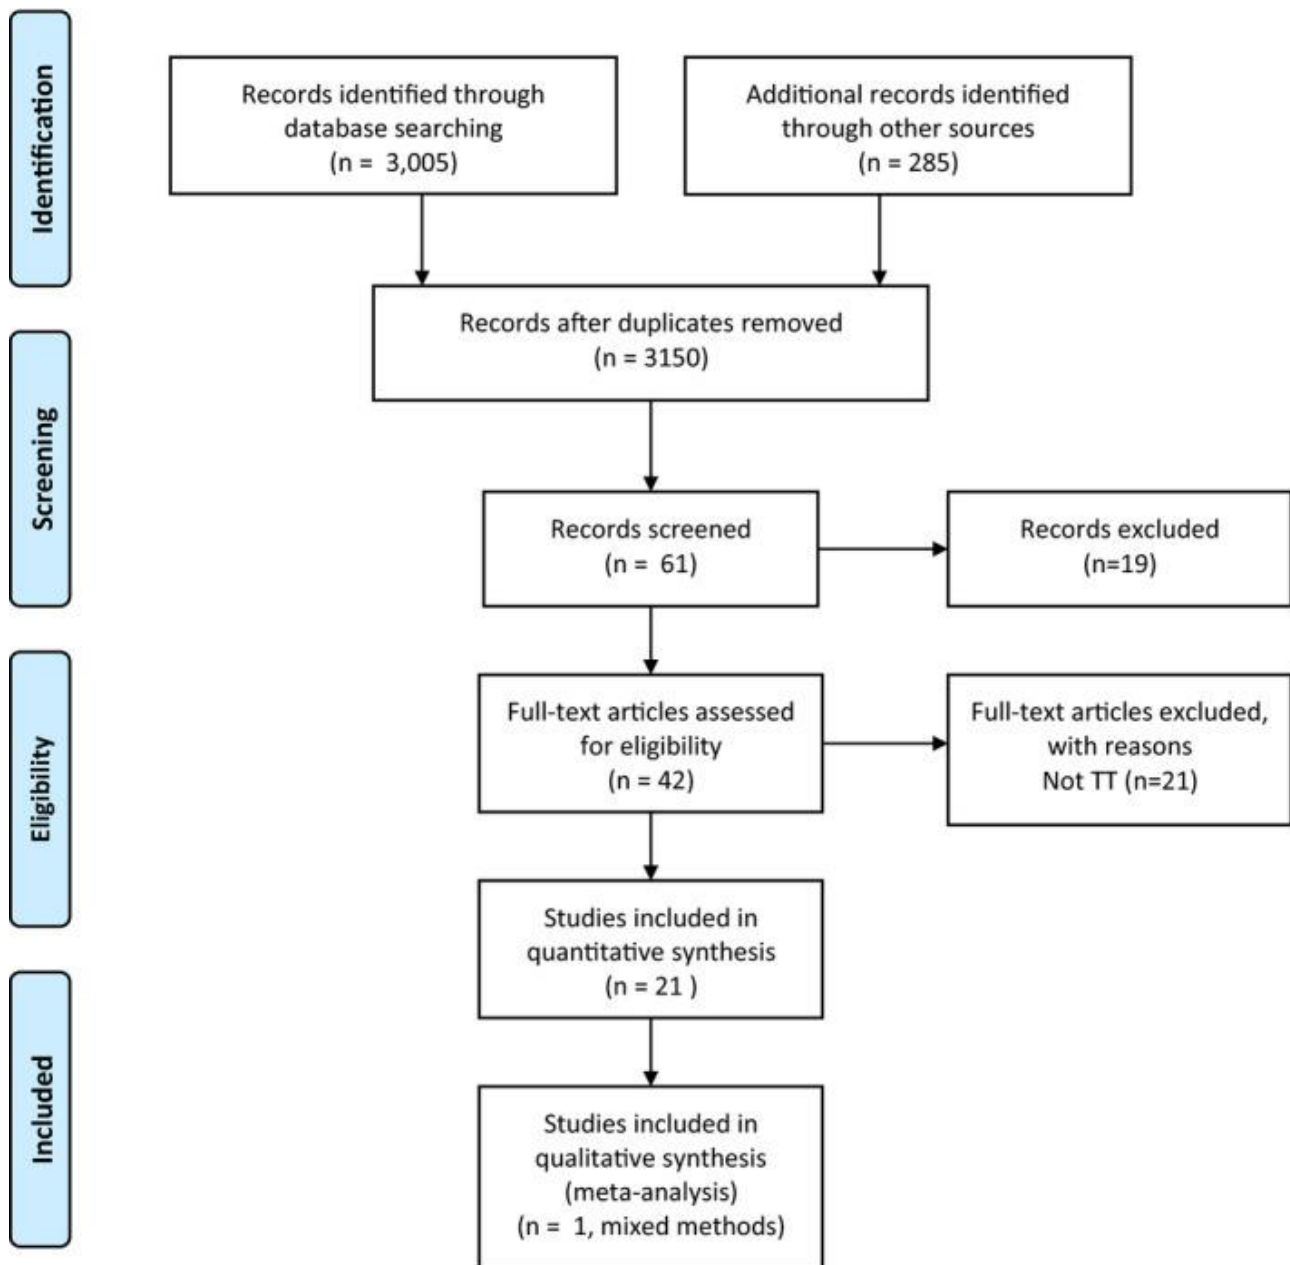 Identification
Records identified through
database searching
(n =  3,005)
Additional records identified
through other sources
(n = 285)
Records after duplicates removed
(n = 3150)
Screening
Records screened
(n =  61)
Records excluded
(n=19)
Eligibility
Full-text articles assessed
for eligibility
(n = 42)
Full-text articles excluded,
with reasons
Not TT (n=21)
Studies included in
quantitative synthesis
(n = 21 )
Included
Studies included in
qualitative synthesis
(meta-analysis)
(n =  1, mixed methods)